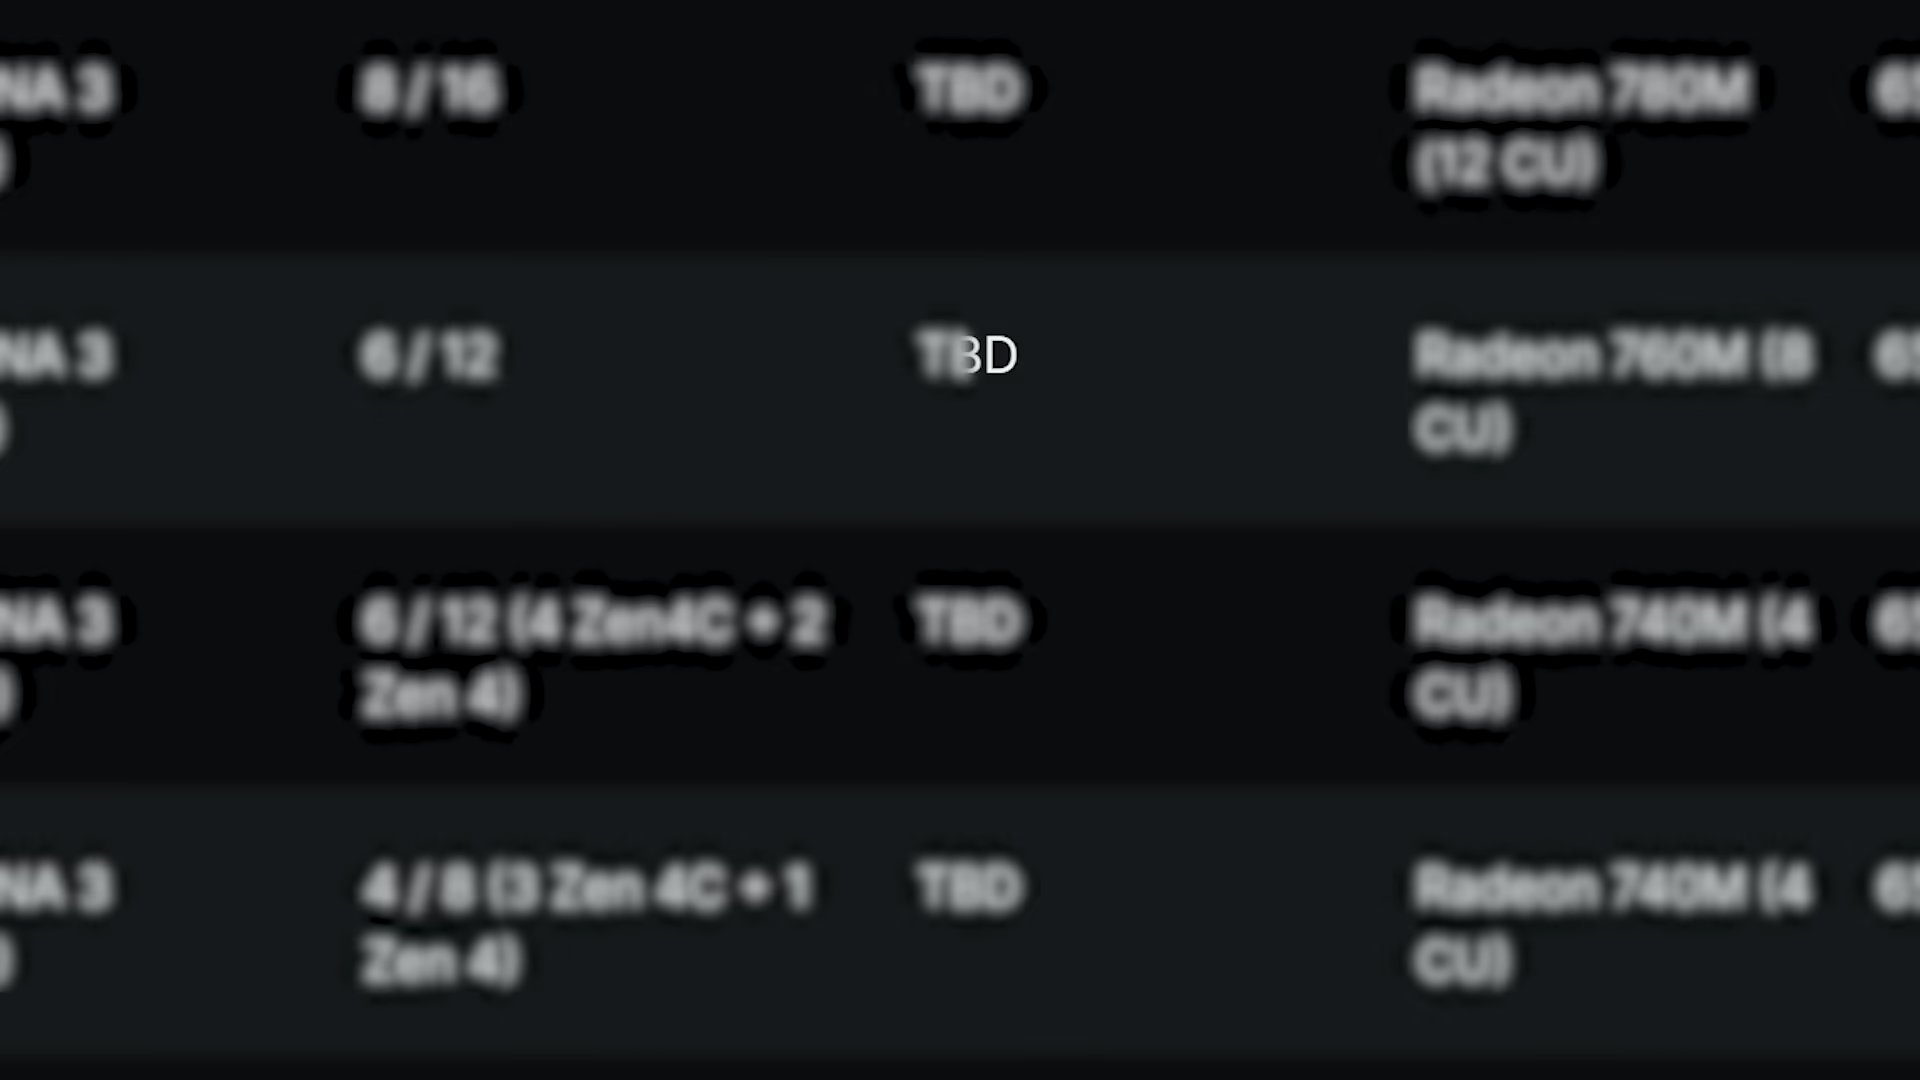 NA 3 8 / 16 TBD Radeon 780M
(12 CU)
NA 3 6 / 12 TBD Radeon 760M (8
CU)
NA 3 6 / 12 (4 Zen4C + 2 TBD Radeon 740M (4
Zen 4) CU)
NA 3 4 / 8 (3 Zen 4C + 1 TBD Radeon 740M (4
Zen 4) CU)